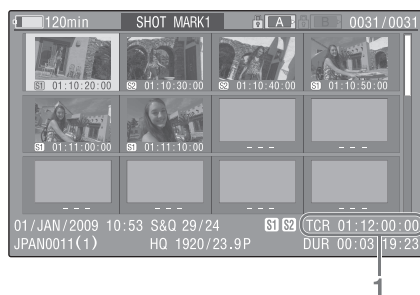 120min SHOT MARK1 A B 0031/0031
S1 01:10:20:00 S2 01:10:30:00 S2 01:10:40:00 S1 01:10:50:00
S1 01:11:00:00 S1 01:11:10:00 - - - - - -
- - - - - - - - - - - -
01/JAN/2009 10:53 S&Q 29/24 S1 S2 TCR 01:12:00:00
JPAN0011(1) HQ 1920/23.9P DUR 00:03:19:23
1